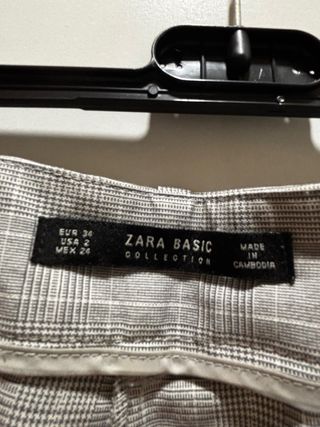 EUR 34
USA 2
MEX 24
ZARA BASIC
COLLECTION
MADE
IN
CAMBODIA